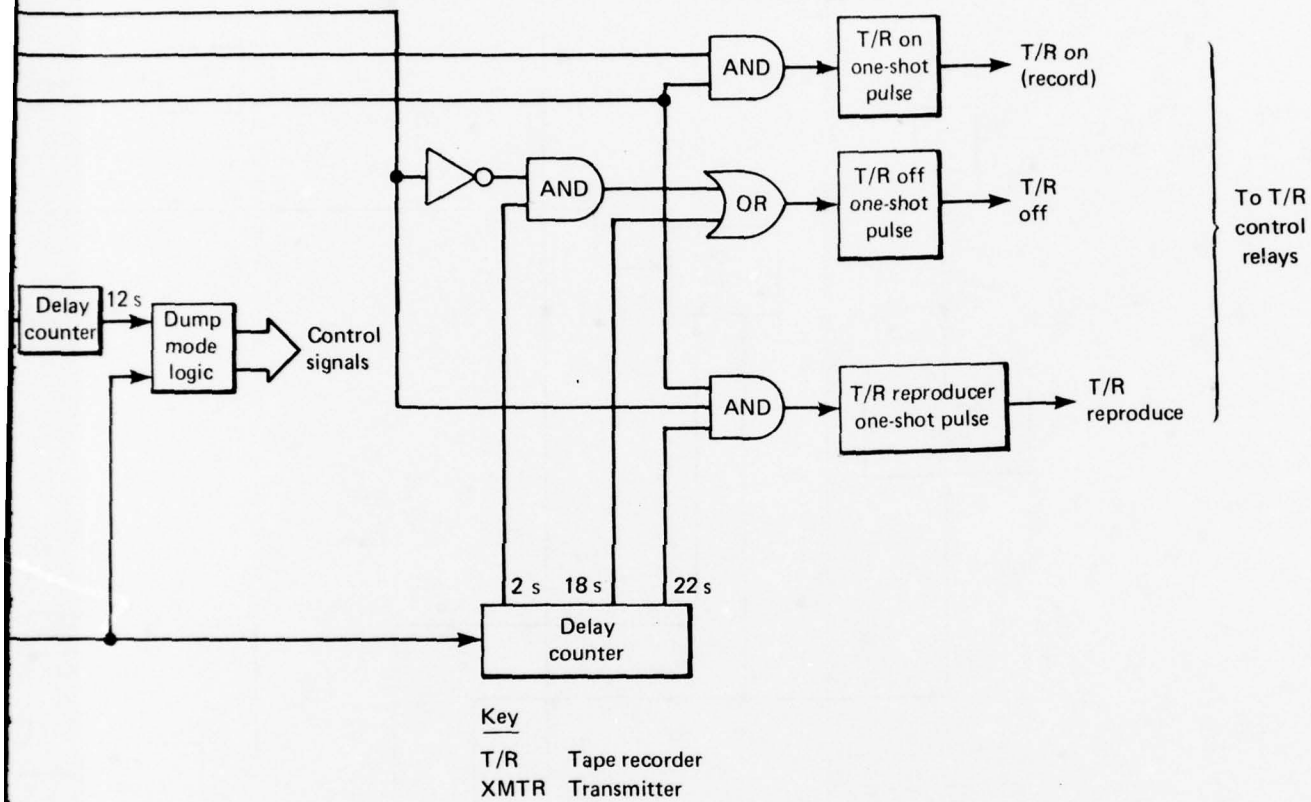 AND
T/R on
one-shot
pulse
T/R on
(record)
AND
OR
T/R off
one-shot
pulse
T/R
off
To T/R
control
relays
Delay
counter
12 s
Dump
mode
logic
Control
signals
AND
T/R reproducer
one-shot pulse
T/R
reproduce
2 s
18 s
22 s
Delay
counter
Key
T/R Tape recorder
XMTR Transmitter